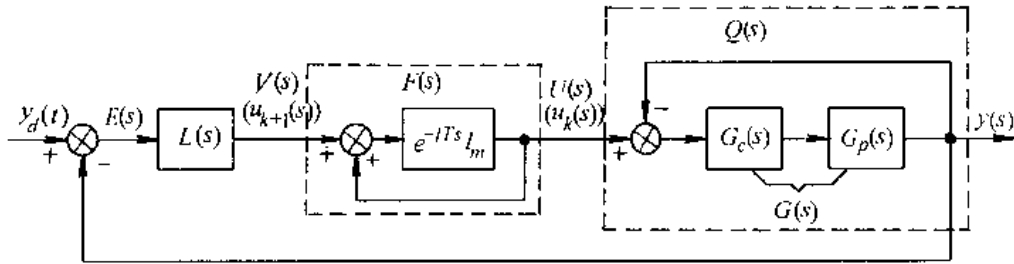 Q(s)
V(s)
F(s)
U(s)
y_d(t)
E(s)
(u_{k+1}(s))
(u_k(s))
L(s)
e^{-lTs} I_m
G_c(s)
G_p(s)
y(s)
G(s)
+
−
+
+
+
−